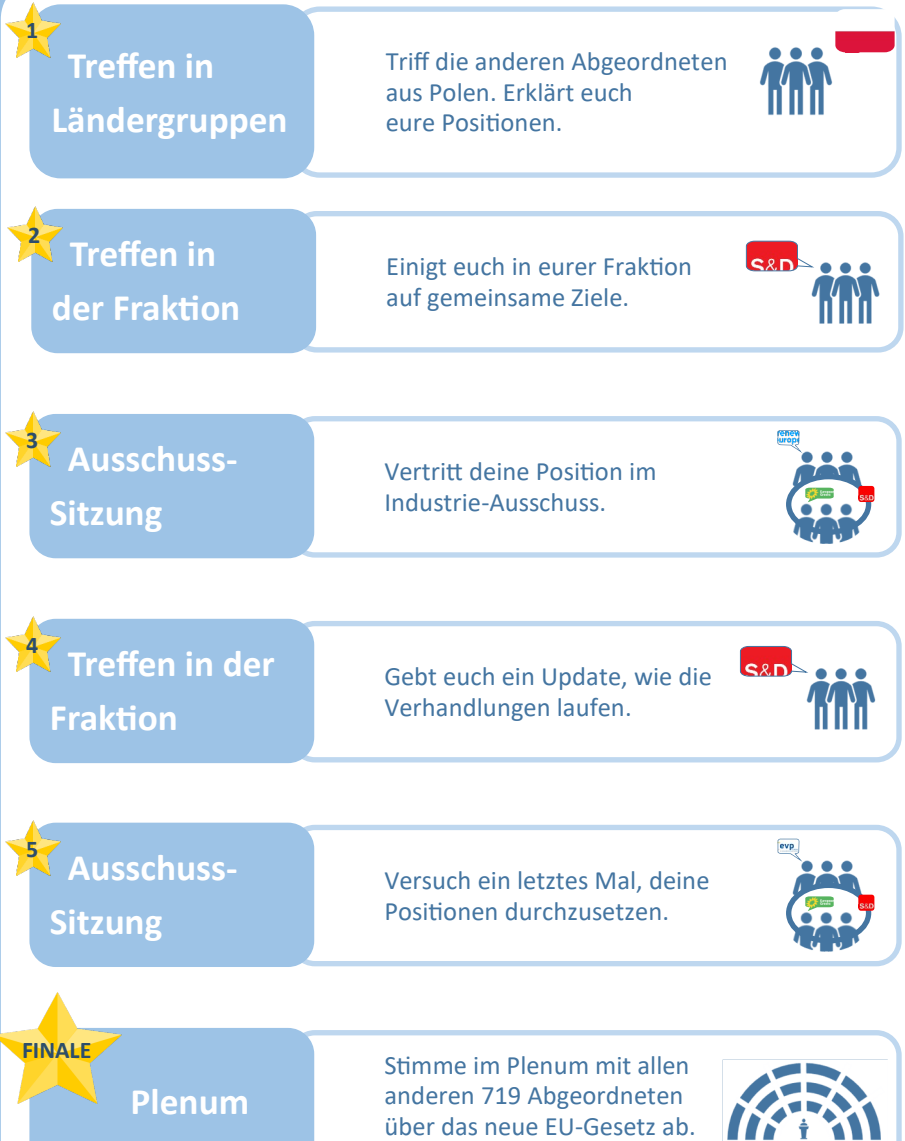 1
Treffen in
Ländergruppen
Triff die anderen Abgeordneten
aus Polen. Erklärt euch
eure Positionen.
2
Treffen in
der Fraktion
Einigt euch in eurer Fraktion
auf gemeinsame Ziele.
S&D
3
Ausschuss-
Sitzung
Vertritt deine Position im
Industrie-Ausschuss.
renew
europe
S&D
4
Treffen in der
Fraktion
Gebt euch ein Update, wie die
Verhandlungen laufen.
S&D
5
Ausschuss-
Sitzung
Versuch ein letztes Mal, deine
Positionen durchzusetzen.
evp
S&D
FINALE
Plenum
Stimme im Plenum mit allen
anderen 719 Abgeordneten
über das neue EU-Gesetz ab.